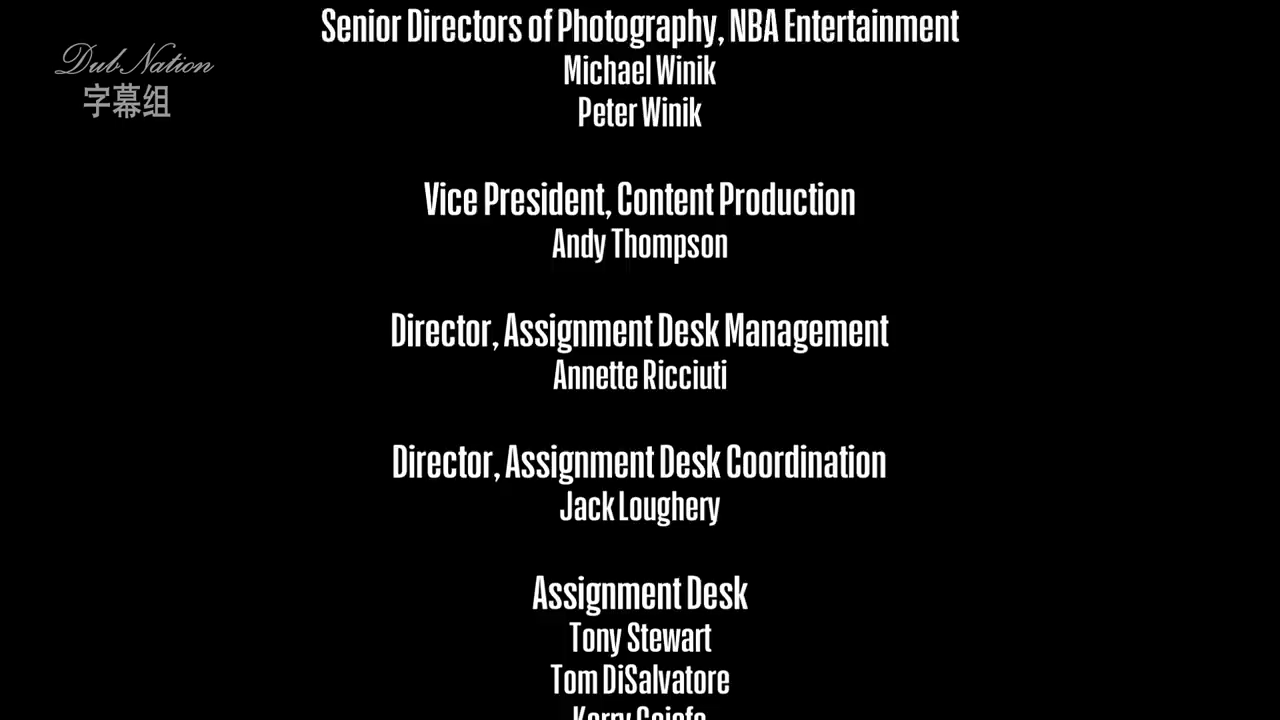 Senior Directors of Photography, NBA Entertainment
Michael Winik
Peter Winik
Dub Nation
字幕组
Vice President, Content Production
Andy Thompson
Director, Assignment Desk Management
Annette Ricciuti
Director, Assignment Desk Coordination
Jack Loughery
Assignment Desk
Tony Stewart
Tom DiSalvatore